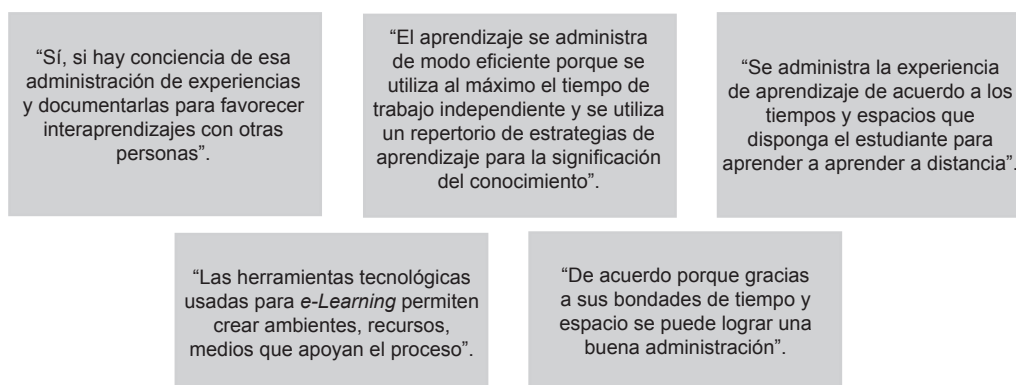 “Sí, si hay conciencia de esa
administración de experiencias
y documentarlas para favorecer
interaprendizajes con otras
personas”.
“El aprendizaje se administra
de modo eficiente porque se
utiliza al máximo el tiempo de
trabajo independiente y se utiliza
un repertorio de estrategias de
aprendizaje para la significación
del conocimiento”.
“Se administra la experiencia
de aprendizaje de acuerdo a los
tiempos y espacios que
disponga el estudiante para
aprender a aprender a distancia”.
“Las herramientas tecnológicas
usadas para e-Learning permiten
crear ambientes, recursos,
medios que apoyan el proceso”.
“De acuerdo porque gracias
a sus bondades de tiempo y
espacio se puede lograr una
buena administración”.